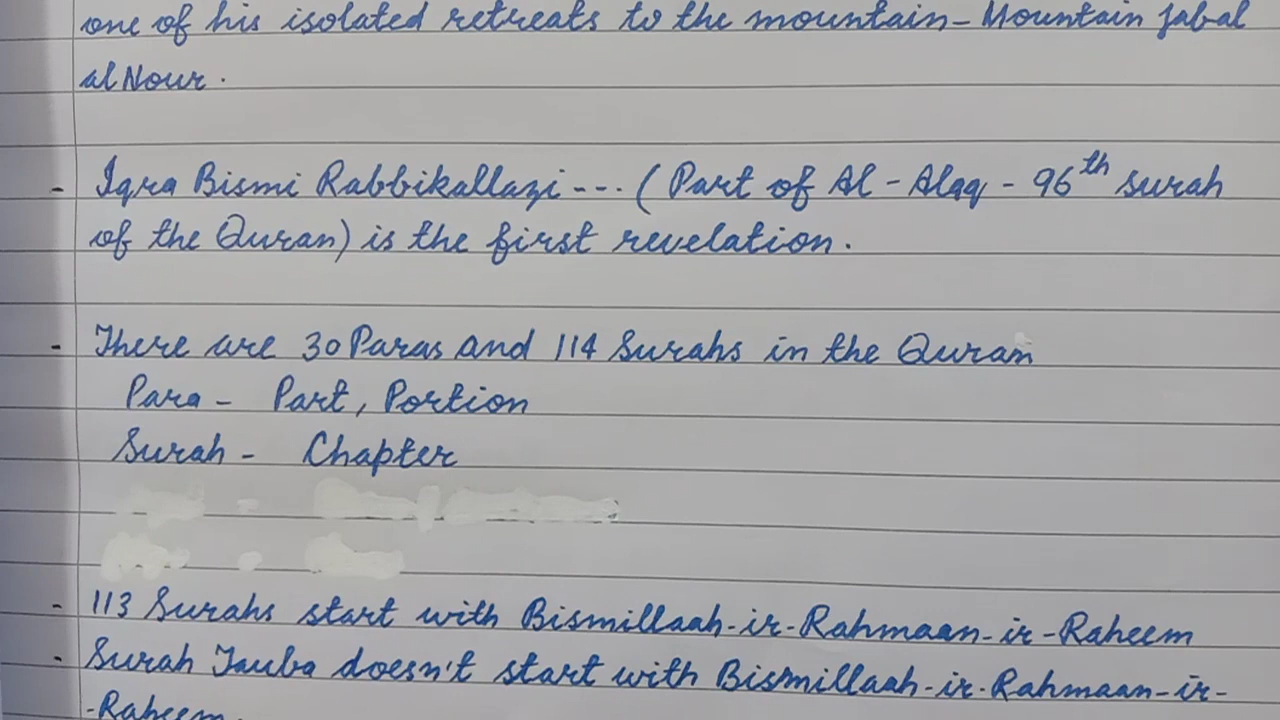 one of his isolated retreats to the mountain - Mountain Jabal
al Nour.
- Iqra Bismi Rabbikallazi --- (Part of Al - Alaq - 96th surah
of the Quran) is the first revelation.
- There are 30 Paras and 114 Surahs in the Quran
Para - Part, Portion
Surah - Chapter
- 113 Surahs start with Bismillaah-ir-Rahmaan-ir-Raheem
- Surah Tauba doesn't start with Bismillaah-ir-Rahmaan-ir-
-Raheem.